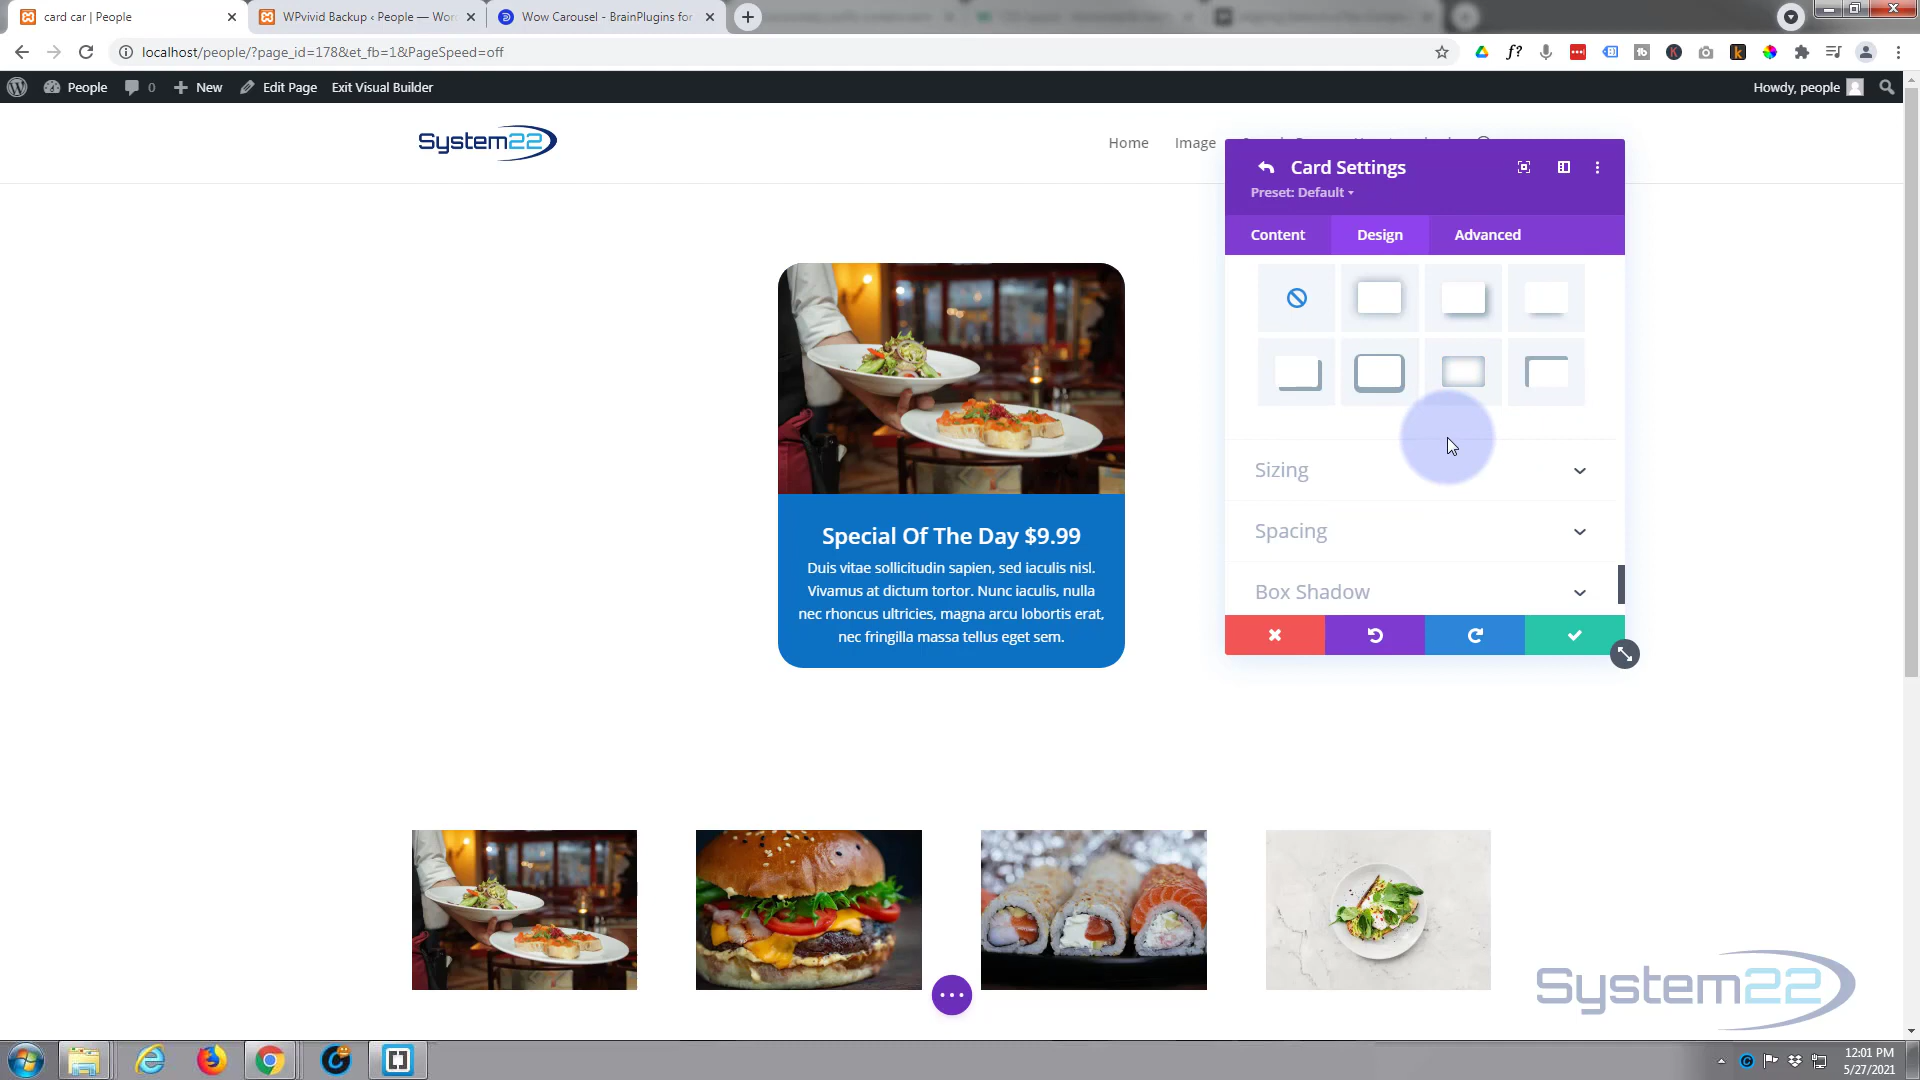 card car | People
WPvivid Backup ‹ People — Worc
Wow Carousel - BrainPlugins for
localhost/people/?page_id=178&et_fb=1&PageSpeed=off
People
0
New
Edit Page
Exit Visual Builder
Howdy, people
System22
Home
Image
Card Settings
Preset: Default
Content
Design
Advanced
Sizing
Spacing
Box Shadow
Special Of The Day $9.99
Duis vitae sollicitudin sapien, sed iaculis nisl.
Vivamus at dictum tortor. Nunc iaculis, nulla
nec rhoncus ultricies, magna arcu lobortis erat,
nec fringilla massa tellus eget sem.
System22
12:01 PM
5/27/2021